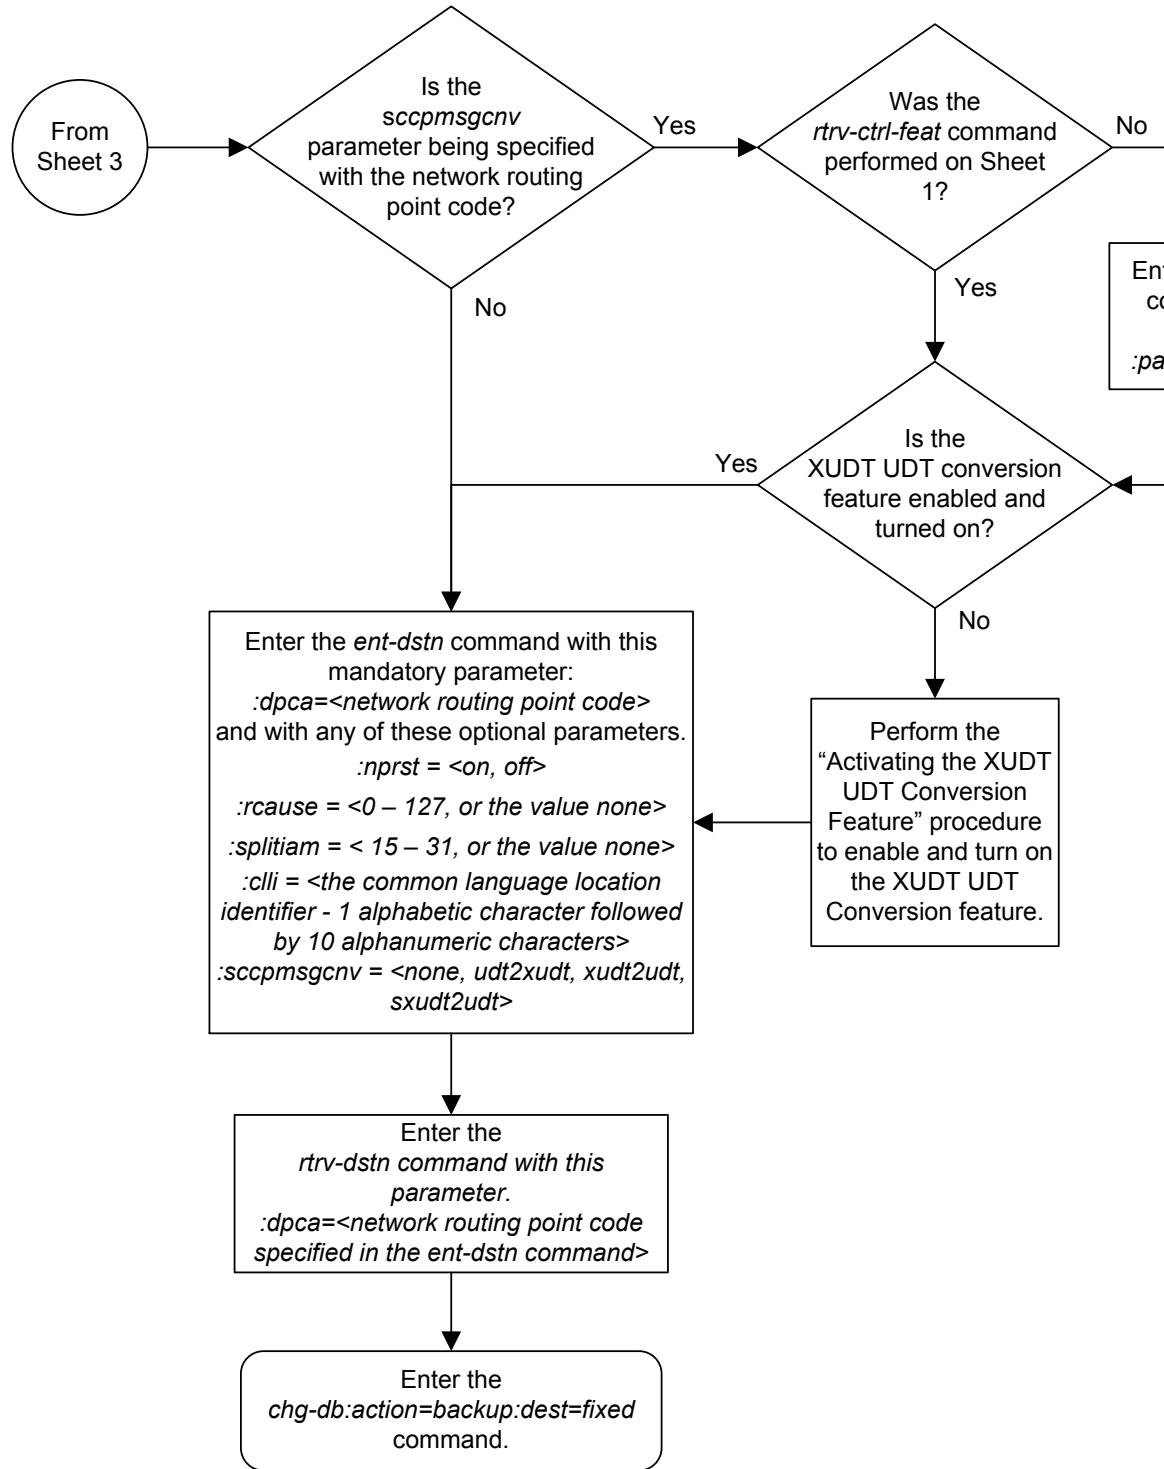 From
Sheet 3
Is the
sccpmsgcnv
parameter being specified
with the network routing
point code?
Yes
No
Was the
rtrv-ctrl-feat command
performed on Sheet
1?
No
Yes
:pa
Is the
XUDT UDT conversion
feature enabled and
turned on?
Yes
No
Enter the ent-dstn command with this
mandatory parameter:
:dpca=<network routing point code>
and with any of these optional parameters.
:nprst = <on, off>
:rcause = <0 – 127, or the value none>
:splitiam = < 15 – 31, or the value none>
:clli = <the common language location
identifier - 1 alphabetic character followed
by 10 alphanumeric characters>
:sccpmsgcnv = <none, udt2xudt, xudt2udt,
sxudt2udt>
Perform the
“Activating the XUDT
UDT Conversion
Feature” procedure
to enable and turn on
the XUDT UDT
Conversion feature.
Enter the
rtrv-dstn command with this
parameter.
:dpca=<network routing point code
specified in the ent-dstn command>
Enter the
chg-db:action=backup:dest=fixed
command.